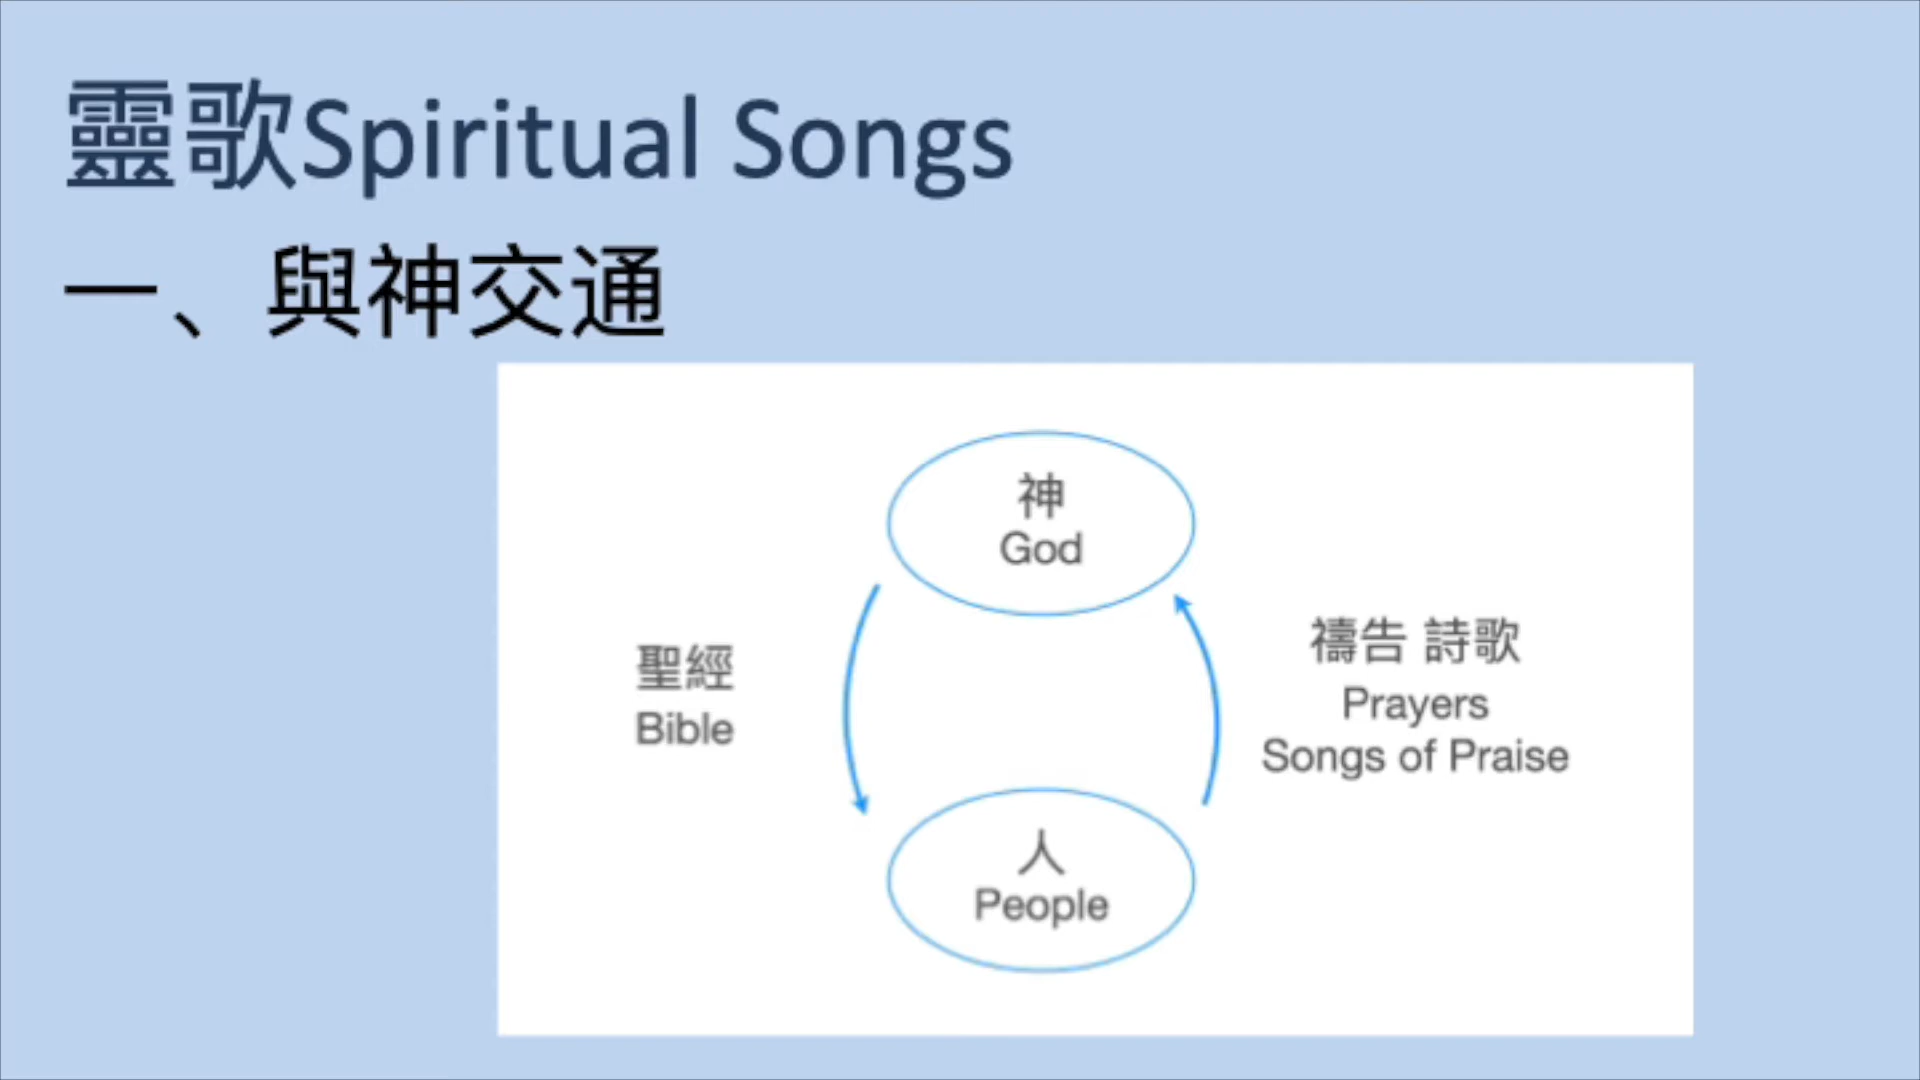 靈歌Spiritual Songs
一、與神交通
神
God
聖經
Bible
禱告 詩歌
Prayers
Songs of Praise
人
People